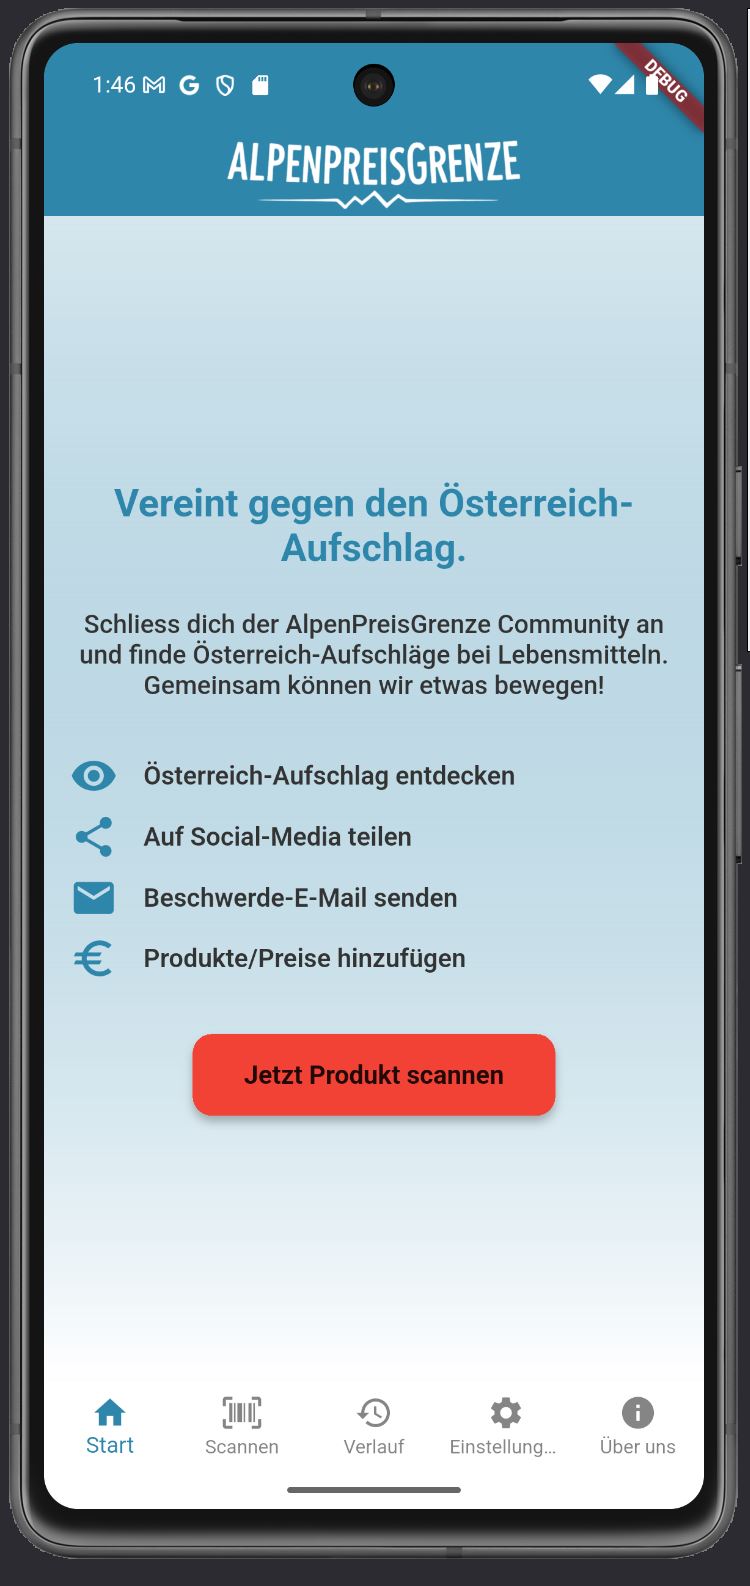 1:46
DEBUG
ALPENPREISGRENZE
Vereint gegen den Österreich-
Aufschlag.
Schliess dich der AlpenPreisGrenze Community an
und finde Österreich-Aufschläge bei Lebensmitteln.
Gemeinsam können wir etwas bewegen!
Österreich-Aufschlag entdecken
Auf Social-Media teilen
Beschwerde-E-Mail senden
Produkte/Preise hinzufügen
Jetzt Produkt scannen
Start
Scannen
Verlauf
Einstellung...
Über uns